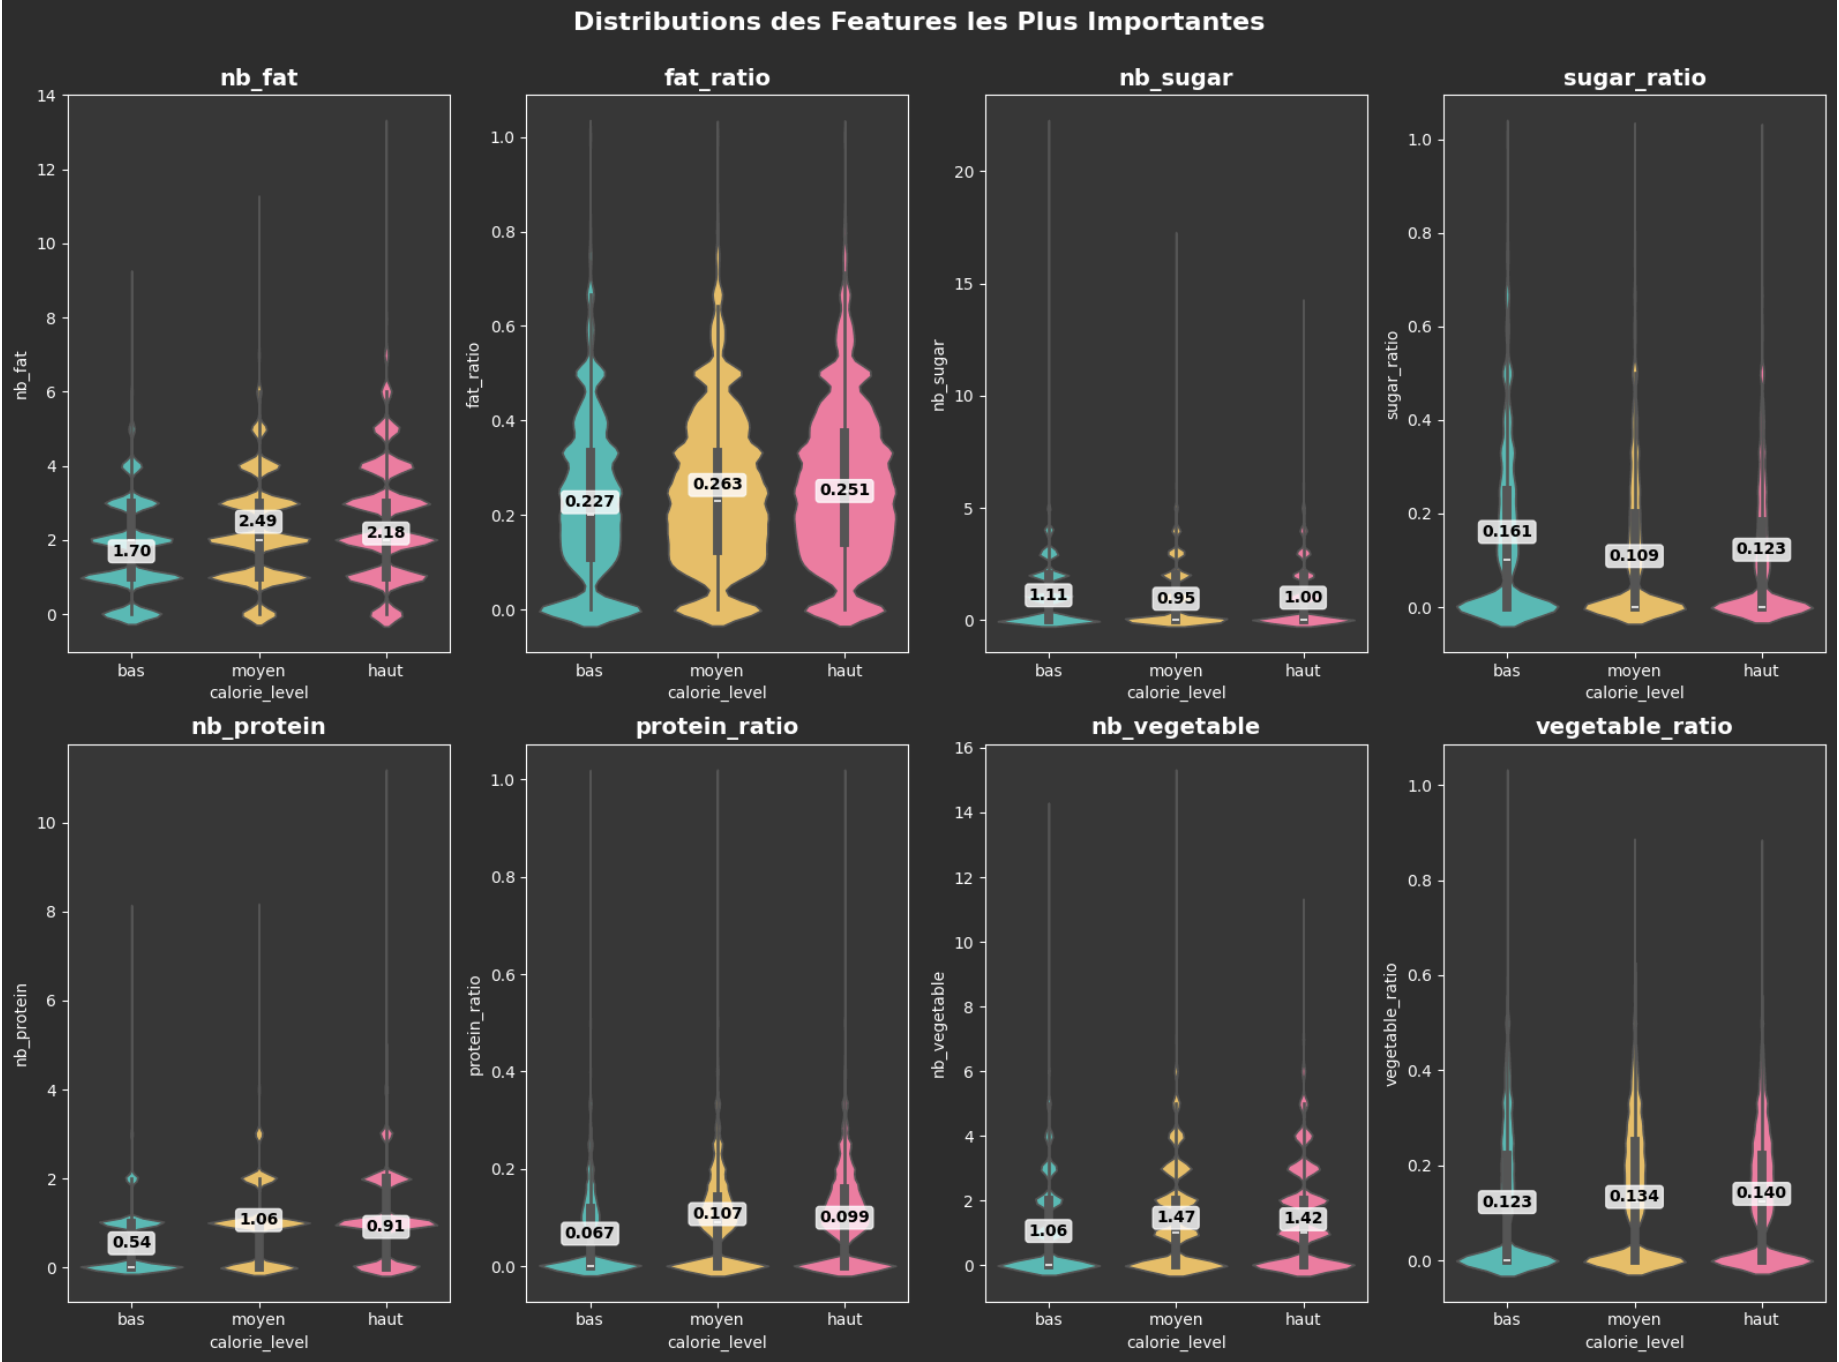 Distributions des Features les Plus Importantes
nb_fat
fat_ratio
nb_sugar
sugar_ratio
nb_fat
14
12
10
8
6
4
2
0
1.70
2.49
2.18
bas moyen haut
calorie_level
fat_ratio
1.0
0.8
0.6
0.4
0.2
0.0
0.227
0.263
0.251
bas moyen haut
calorie_level
nb_sugar
20
15
10
5
0
1.11
0.95
1.00
bas moyen haut
calorie_level
sugar_ratio
1.0
0.8
0.6
0.4
0.2
0.0
0.161
0.109
0.123
bas moyen haut
calorie_level
nb_protein
protein_ratio
nb_vegetable
vegetable_ratio
nb_protein
10
8
6
4
2
0
0.54
1.06
0.91
bas moyen haut
calorie_level
protein_ratio
1.0
0.8
0.6
0.4
0.2
0.0
0.067
0.107
0.099
bas moyen haut
calorie_level
nb_vegetable
16
14
12
10
8
6
4
2
0
1.06
1.47
1.42
bas moyen haut
calorie_level
vegetable_ratio
1.0
0.8
0.6
0.4
0.2
0.0
0.123
0.134
0.140
bas moyen haut
calorie_level